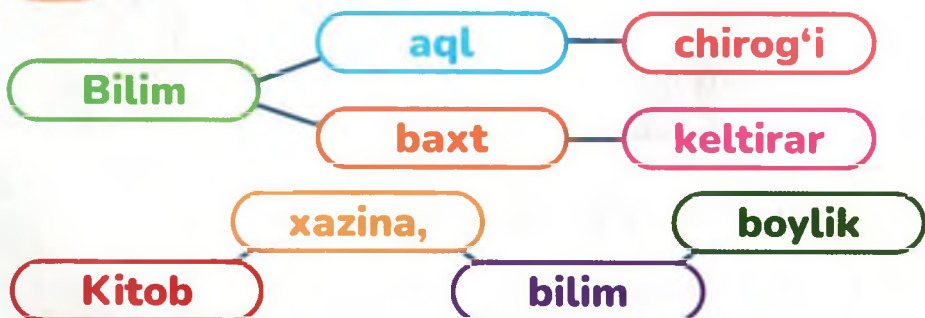 aql
chirog‘i
Bilim
baxt
keltirar
xazina,
boylik
Kitob
bilim